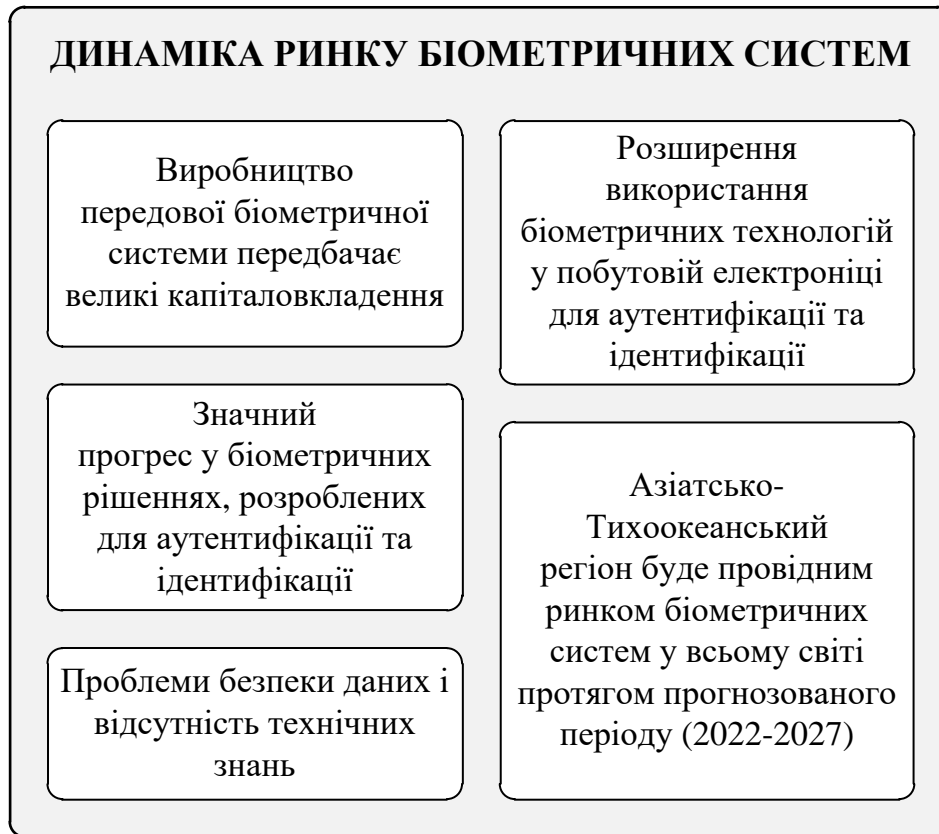 ДИНАМІКА РИНКУ БІОМЕТРИЧНИХ СИСТЕМ
Виробництво
передової біометричної
системи передбачає
великі капіталовкладення
Значний
прогрес у біометричних
рішеннях, розроблених
для аутентифікації та
ідентифікації
Проблеми безпеки даних і
відсутність технічних
знань
Розширення
використання
біометричних технологій
у побутовій електроніці
для аутентифікації та
ідентифікації
Азіатсько-
Тихоокеанський
регіон буде провідним
ринком біометричних
систем у всьому світі
протягом прогнозованого
періоду (2022-2027)